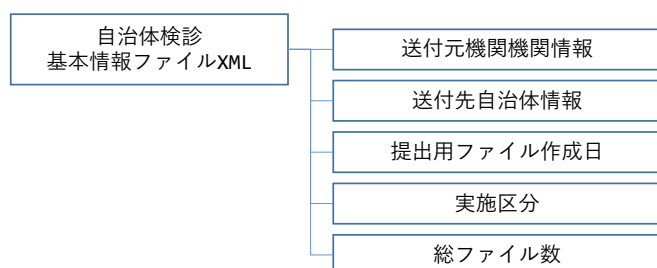 自治体検診
基本情報ファイルXML
送付元機関機関情報
送付先自治体情報
提出用ファイル作成日
実施区分
総ファイル数